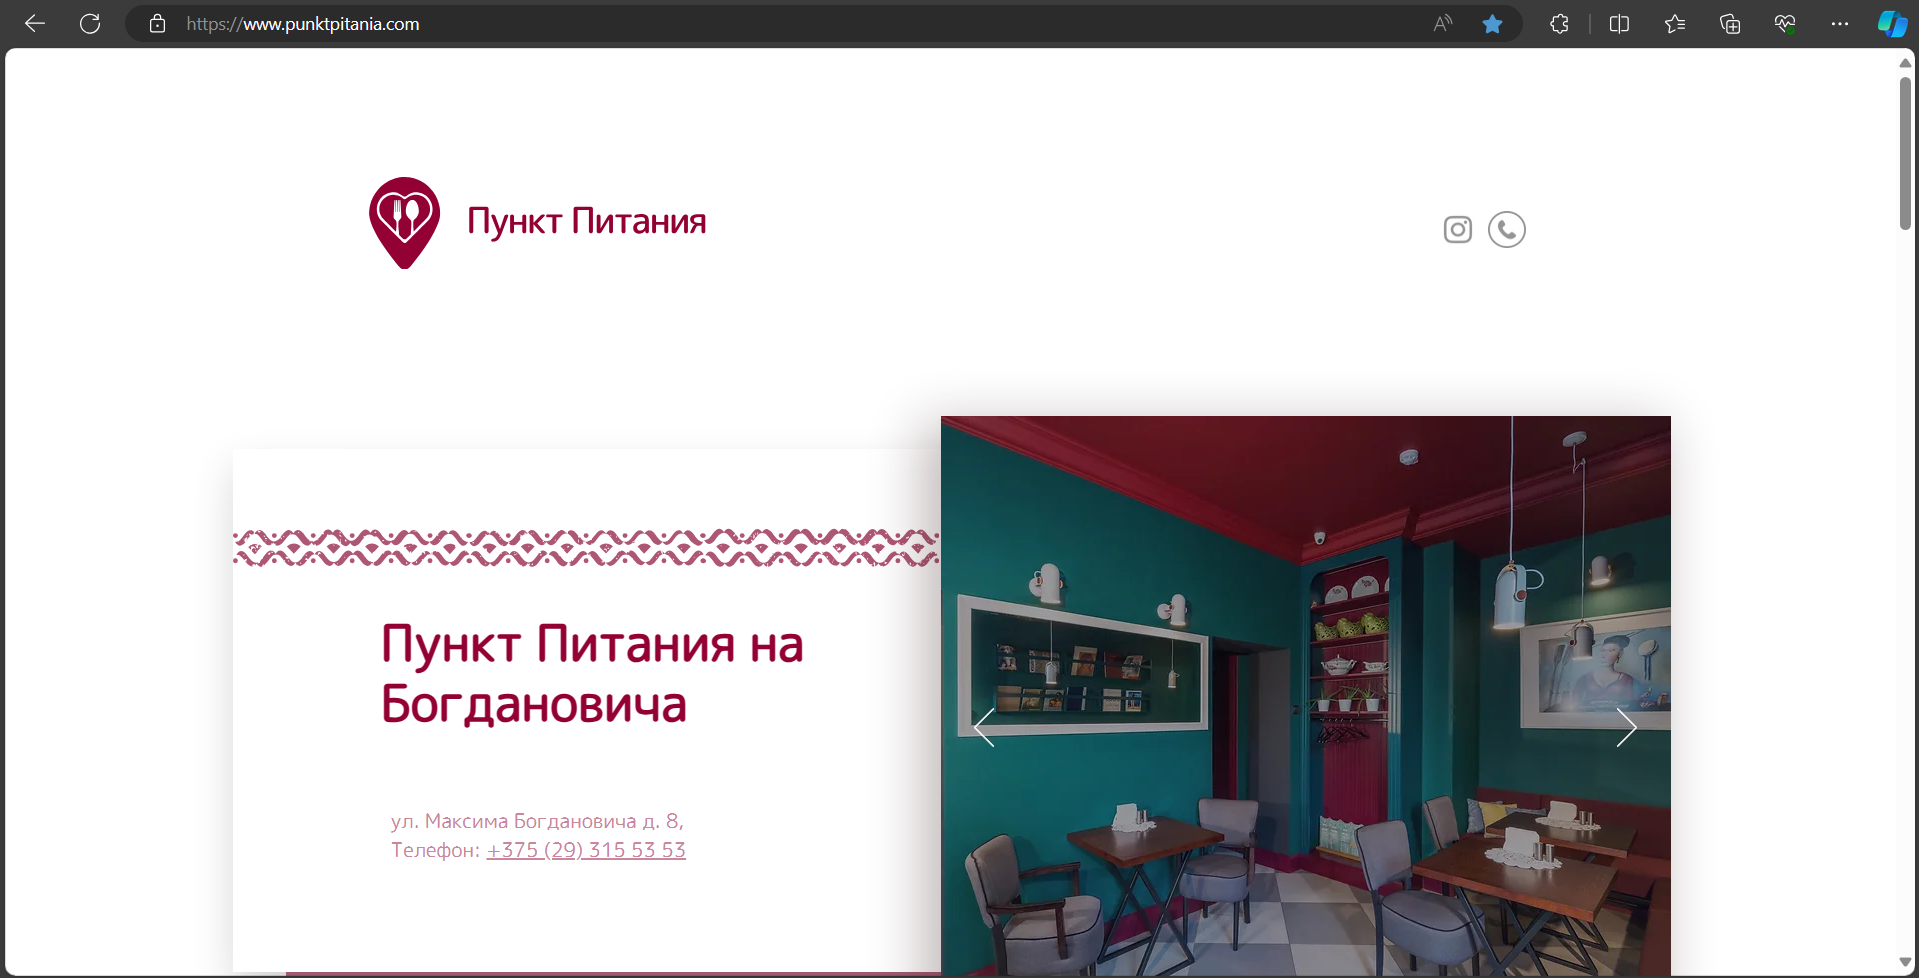 https://www.punktpitania.com
Пункт Питания
Пункт Питания на
Богдановича
ул. Максима Богдановича д. 8,
Телефон: +375 (29) 315 53 53